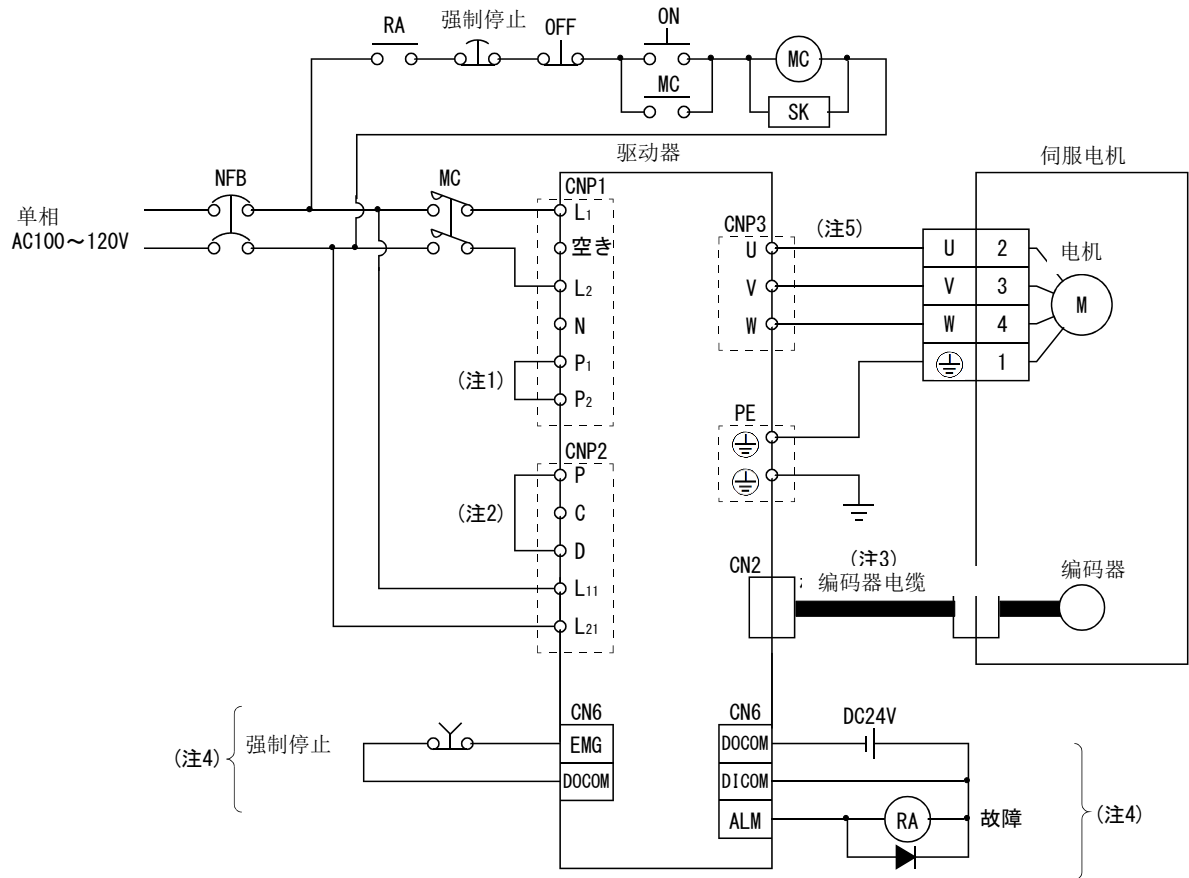 RA
强制停止
OFF
ON
MC
MC
SK
驱动器
伺服电机
NFB
MC
单相
AC100～120V
CNP1
L1
空き
L2
N
P1
P2
(注1)
CNP2
P
C
D
L11
L21
(注2)
CNP3
U
V
W
(注5)
U 2
V 3
W 4
1
电机
M
PE
CN2
(注3)
编码器电缆
编码器
(注4)
强制停止
CN6
EMG
DOCOM
CN6
DOCOM
DICOM
ALM
DC24V
RA
故障
(注4)